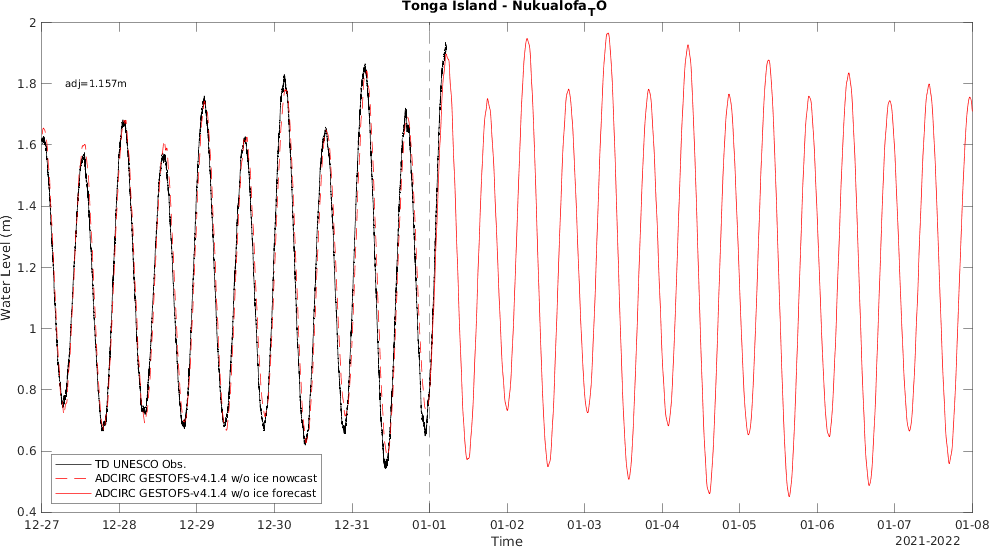 Tonga Island - Nukualofa_TO
2
1.8
1.6
1.4
1.2
1
0.8
0.6
0.4
Water Level (m)
adj=1.157m
TD UNESCO Obs.
ADCIRC GESTOFS-v4.1.4 w/o ice nowcast
ADCIRC GESTOFS-v4.1.4 w/o ice forecast
12-27 12-28 12-29 12-30 12-31 01-01 01-02 01-03 01-04 01-05 01-06 01-07 01-08
Time
2021-2022